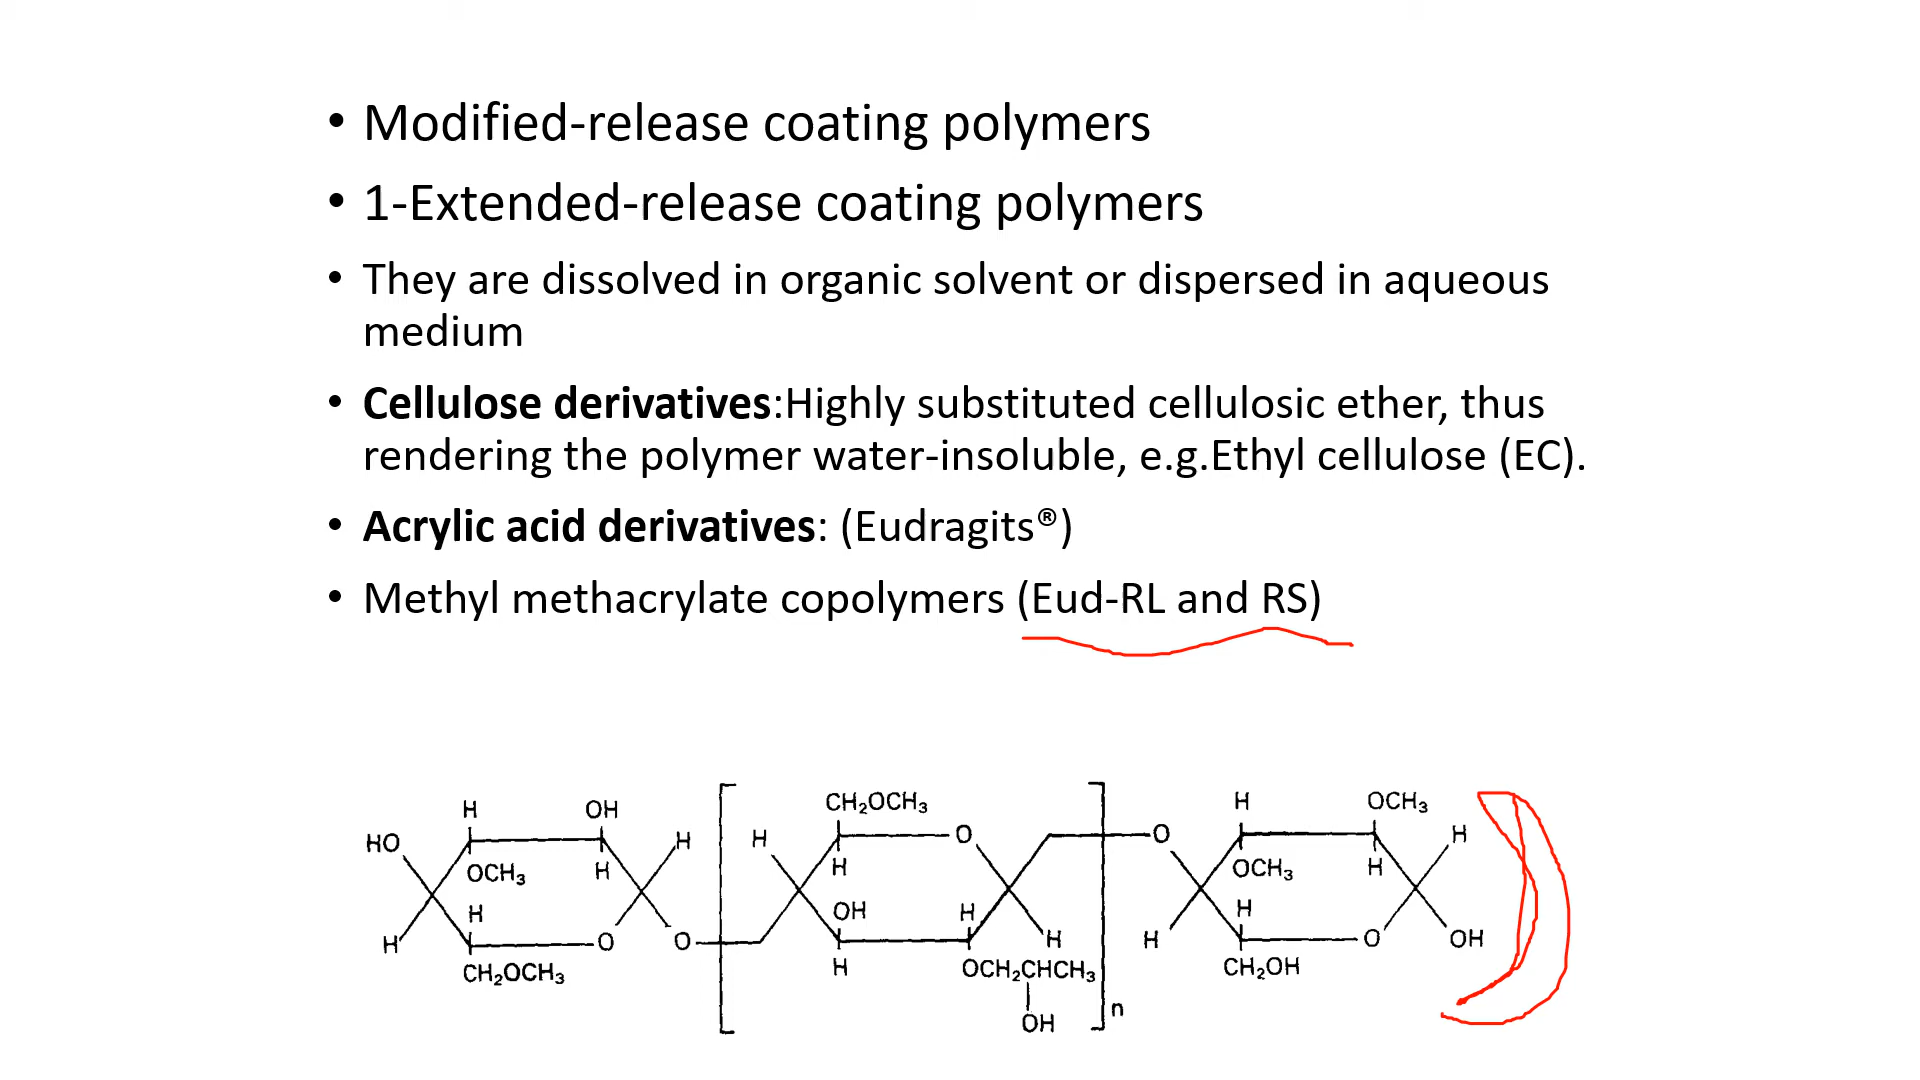 • Modified-release coating polymers
• 1-Extended-release coating polymers
• They are dissolved in organic solvent or dispersed in aqueous
medium
• Cellulose derivatives:Highly substituted cellulosic ether, thus
rendering the polymer water-insoluble, e.g.Ethyl cellulose (EC).
• Acrylic acid derivatives: (Eudragits®)
• Methyl methacrylate copolymers (Eud-RL and RS)
H OH CH₂OCH₃ H OCH₃
HO H H O O H
OCH₃ H H OCH₃ H
H OH H H
H O O H H O OH
CH₂OCH₃ H OCH₂CHCH₃ CH₂OH
OH n